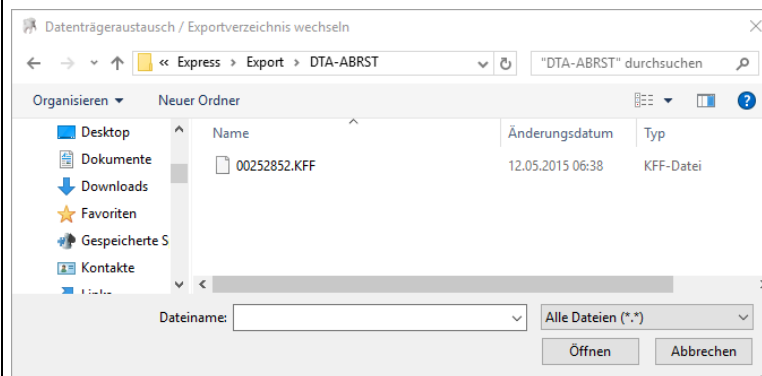 Datenträgeraustausch / Exportverzeichnis wechseln
« Express › Export › DTA-ABRST
"DTA-ABRST" durchsuchen
Organisieren
Neuer Ordner
Name
Änderungsdatum
Typ
Desktop
Dokumente
00252852.KFF
12.05.2015 06:38
KFF-Datei
Downloads
Favoriten
Gespeicherte S
Kontakte
Dateiname:
Alle Dateien (*.*)
Öffnen
Abbrechen